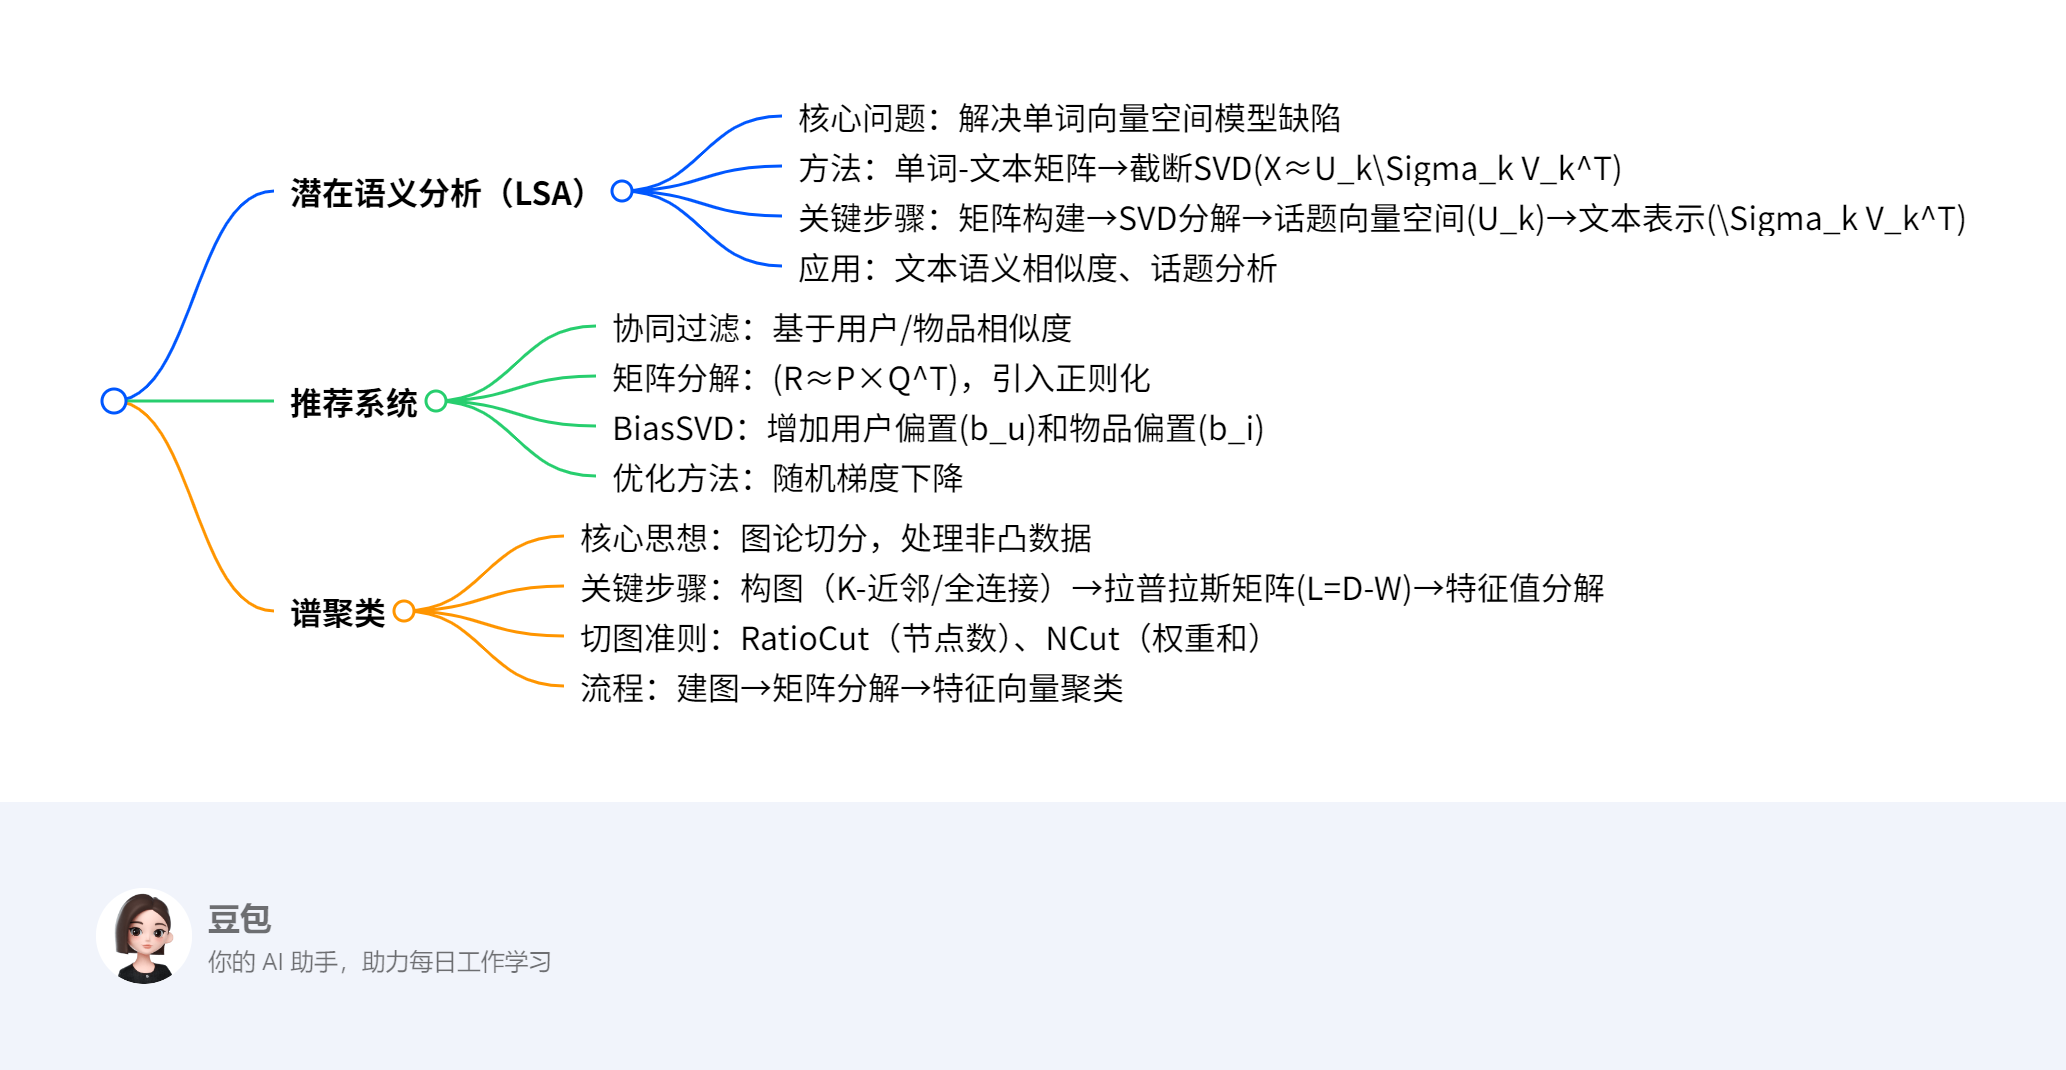 潜在语义分析（LSA）
核心问题：解决单词向量空间模型缺陷
方法：单词-文本矩阵→截断SVD(X≈U_k\Sigma_k V_k^T)
关键步骤：矩阵构建→SVD分解→话题向量空间(U_k)→文本表示(\Sigma_k V_k^T)
应用：文本语义相似度、话题分析
推荐系统
协同过滤：基于用户/物品相似度
矩阵分解：(R≈P×Q^T)，引入正则化
BiasSVD：增加用户偏置(b_u)和物品偏置(b_i)
优化方法：随机梯度下降
谱聚类
核心思想：图论切分，处理非凸数据
关键步骤：构图（K-近邻/全连接）→拉普拉斯矩阵(L=D-W)→特征值分解
切图准则：RatioCut（节点数）、NCut（权重和）
流程：建图→矩阵分解→特征向量聚类
豆包
你的 AI 助手，助力每日工作学习